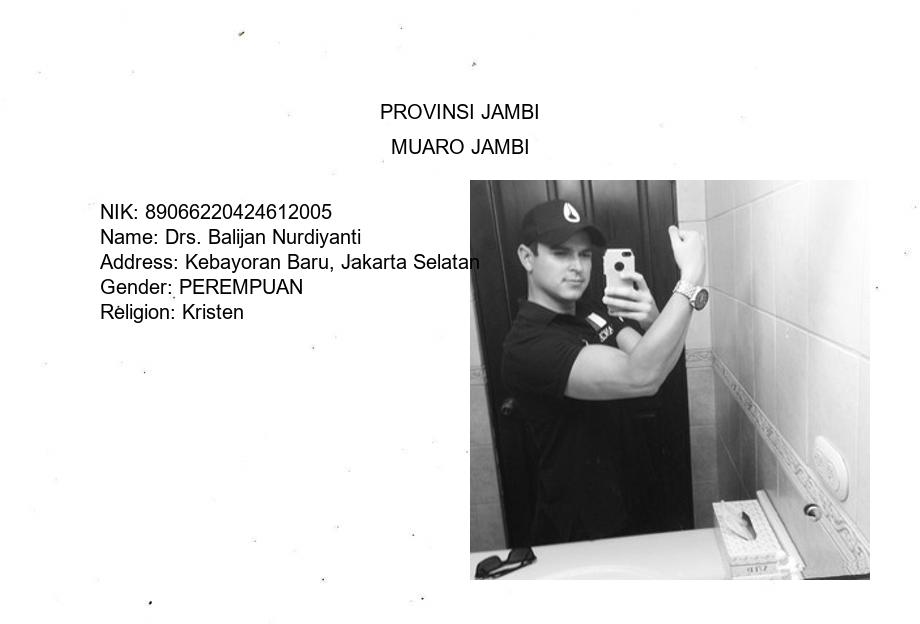 PROVINSI JAMBI
MUARO JAMBI
NIK: 89066220424612005
Name: Drs. Balijan Nurdiyanti
Address: Kebayoran Baru, Jakarta Selatan
Gender: PEREMPUAN
Religion: Kristen